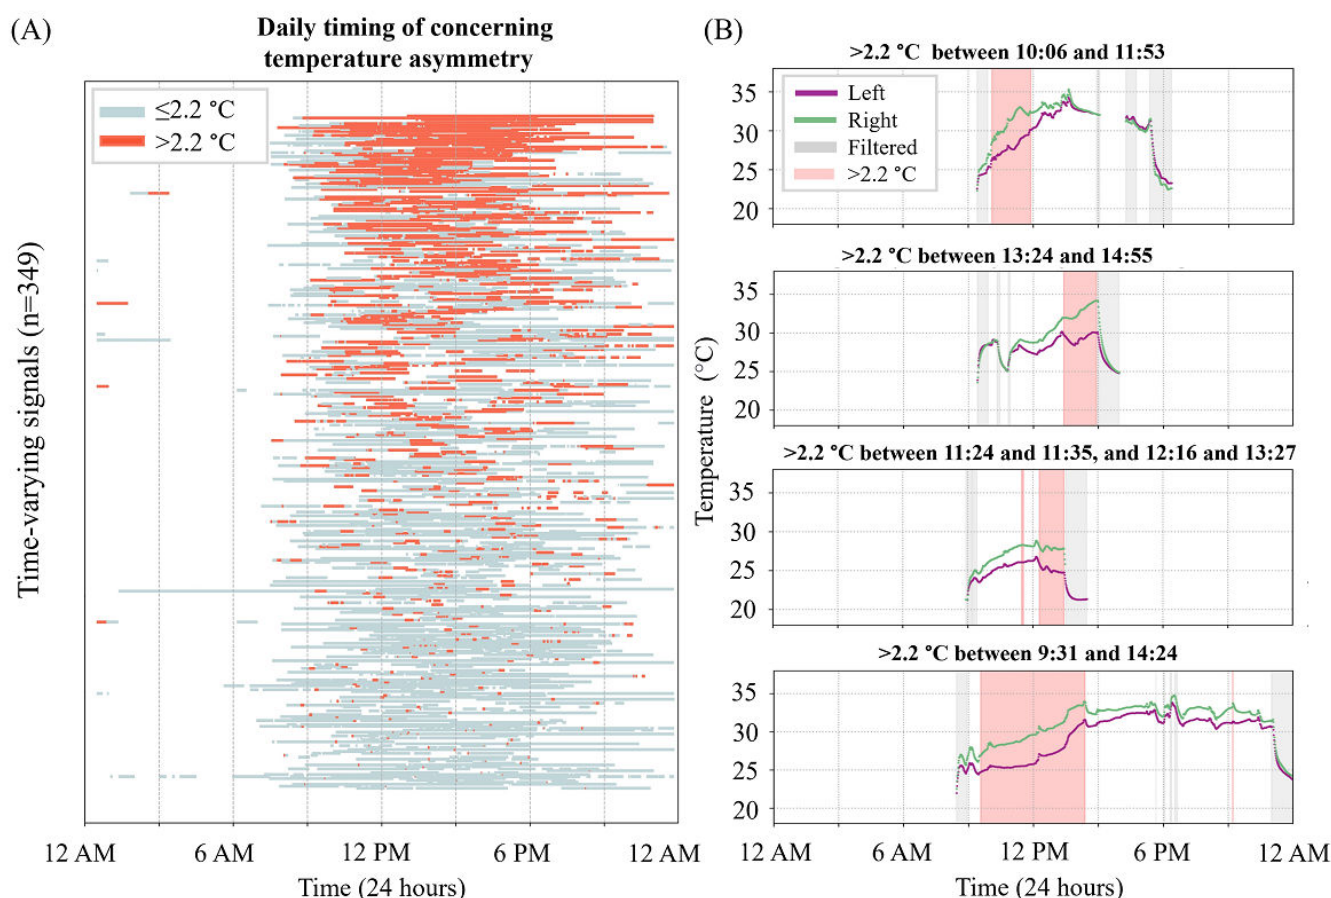 (A)
Daily timing of concerning
temperature asymmetry
≤2.2 °C
>2.2 °C
Time-varying signals (n=349)
12 AM
6 AM
12 PM
6 PM
12 AM
Time (24 hours)
(B)
>2.2 °C between 10:06 and 11:53
Left
Right
Filtered
>2.2 °C
35
30
25
20
>2.2 °C between 13:24 and 14:55
35
30
25
20
>2.2 °C between 11:24 and 11:35, and 12:16 and 13:27
35
30
25
20
>2.2 °C between 9:31 and 14:24
35
30
25
20
Temperature (°C)
12 AM
6 AM
12 PM
6 PM
12 AM
Time (24 hours)